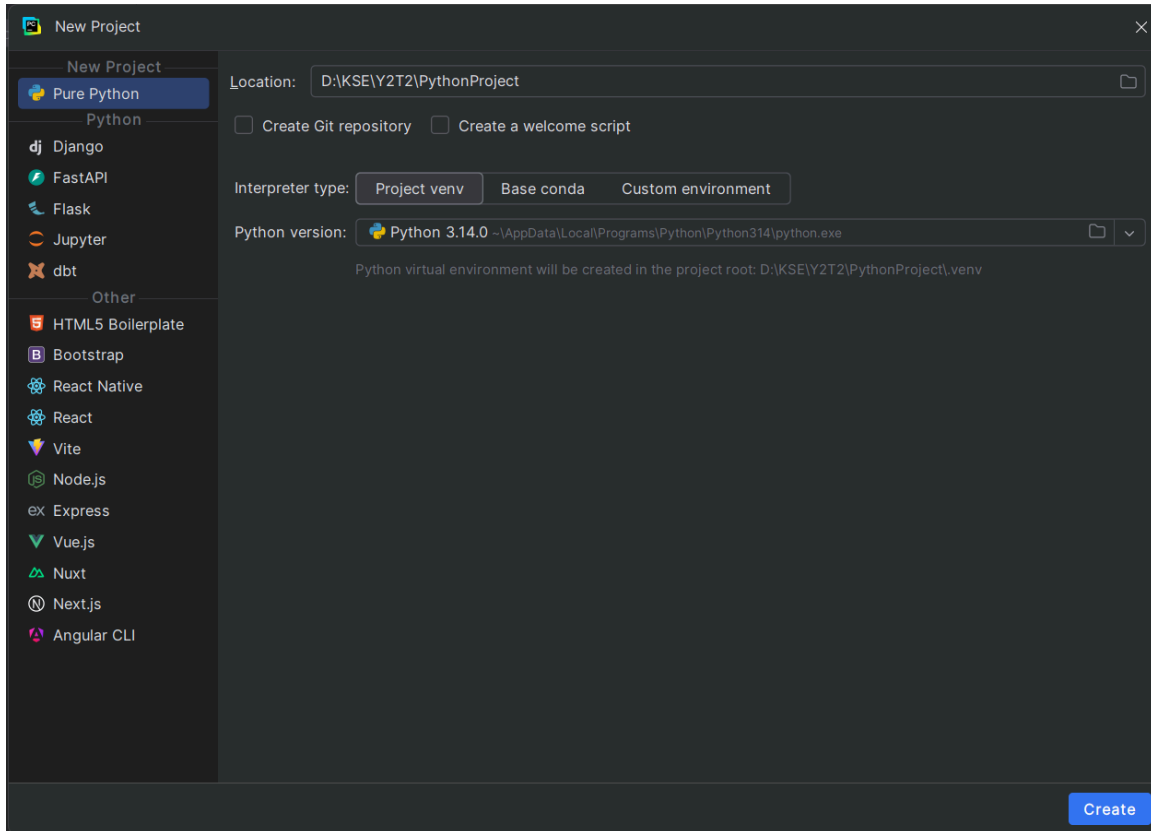 New Project
New Project
Pure Python
Python
dj Django
FastAPI
Flask
Jupyter
dbt
Other
HTML5 Boilerplate
B Bootstrap
React Native
React
Vite
JS Node.js
ex Express
Vue.js
Nuxt
N Next.js
Angular CLI
Location: D:\KSE\Y2T2\PythonProject
Create Git repository Create a welcome script
Interpreter type: Project venv Base conda Custom environment
Python version: Python 3.14.0 ~\AppData\Local\Programs\Python\Python314\python.exe
Python virtual environment will be created in the project root: D:\KSE\Y2T2\PythonProject\.venv
Create